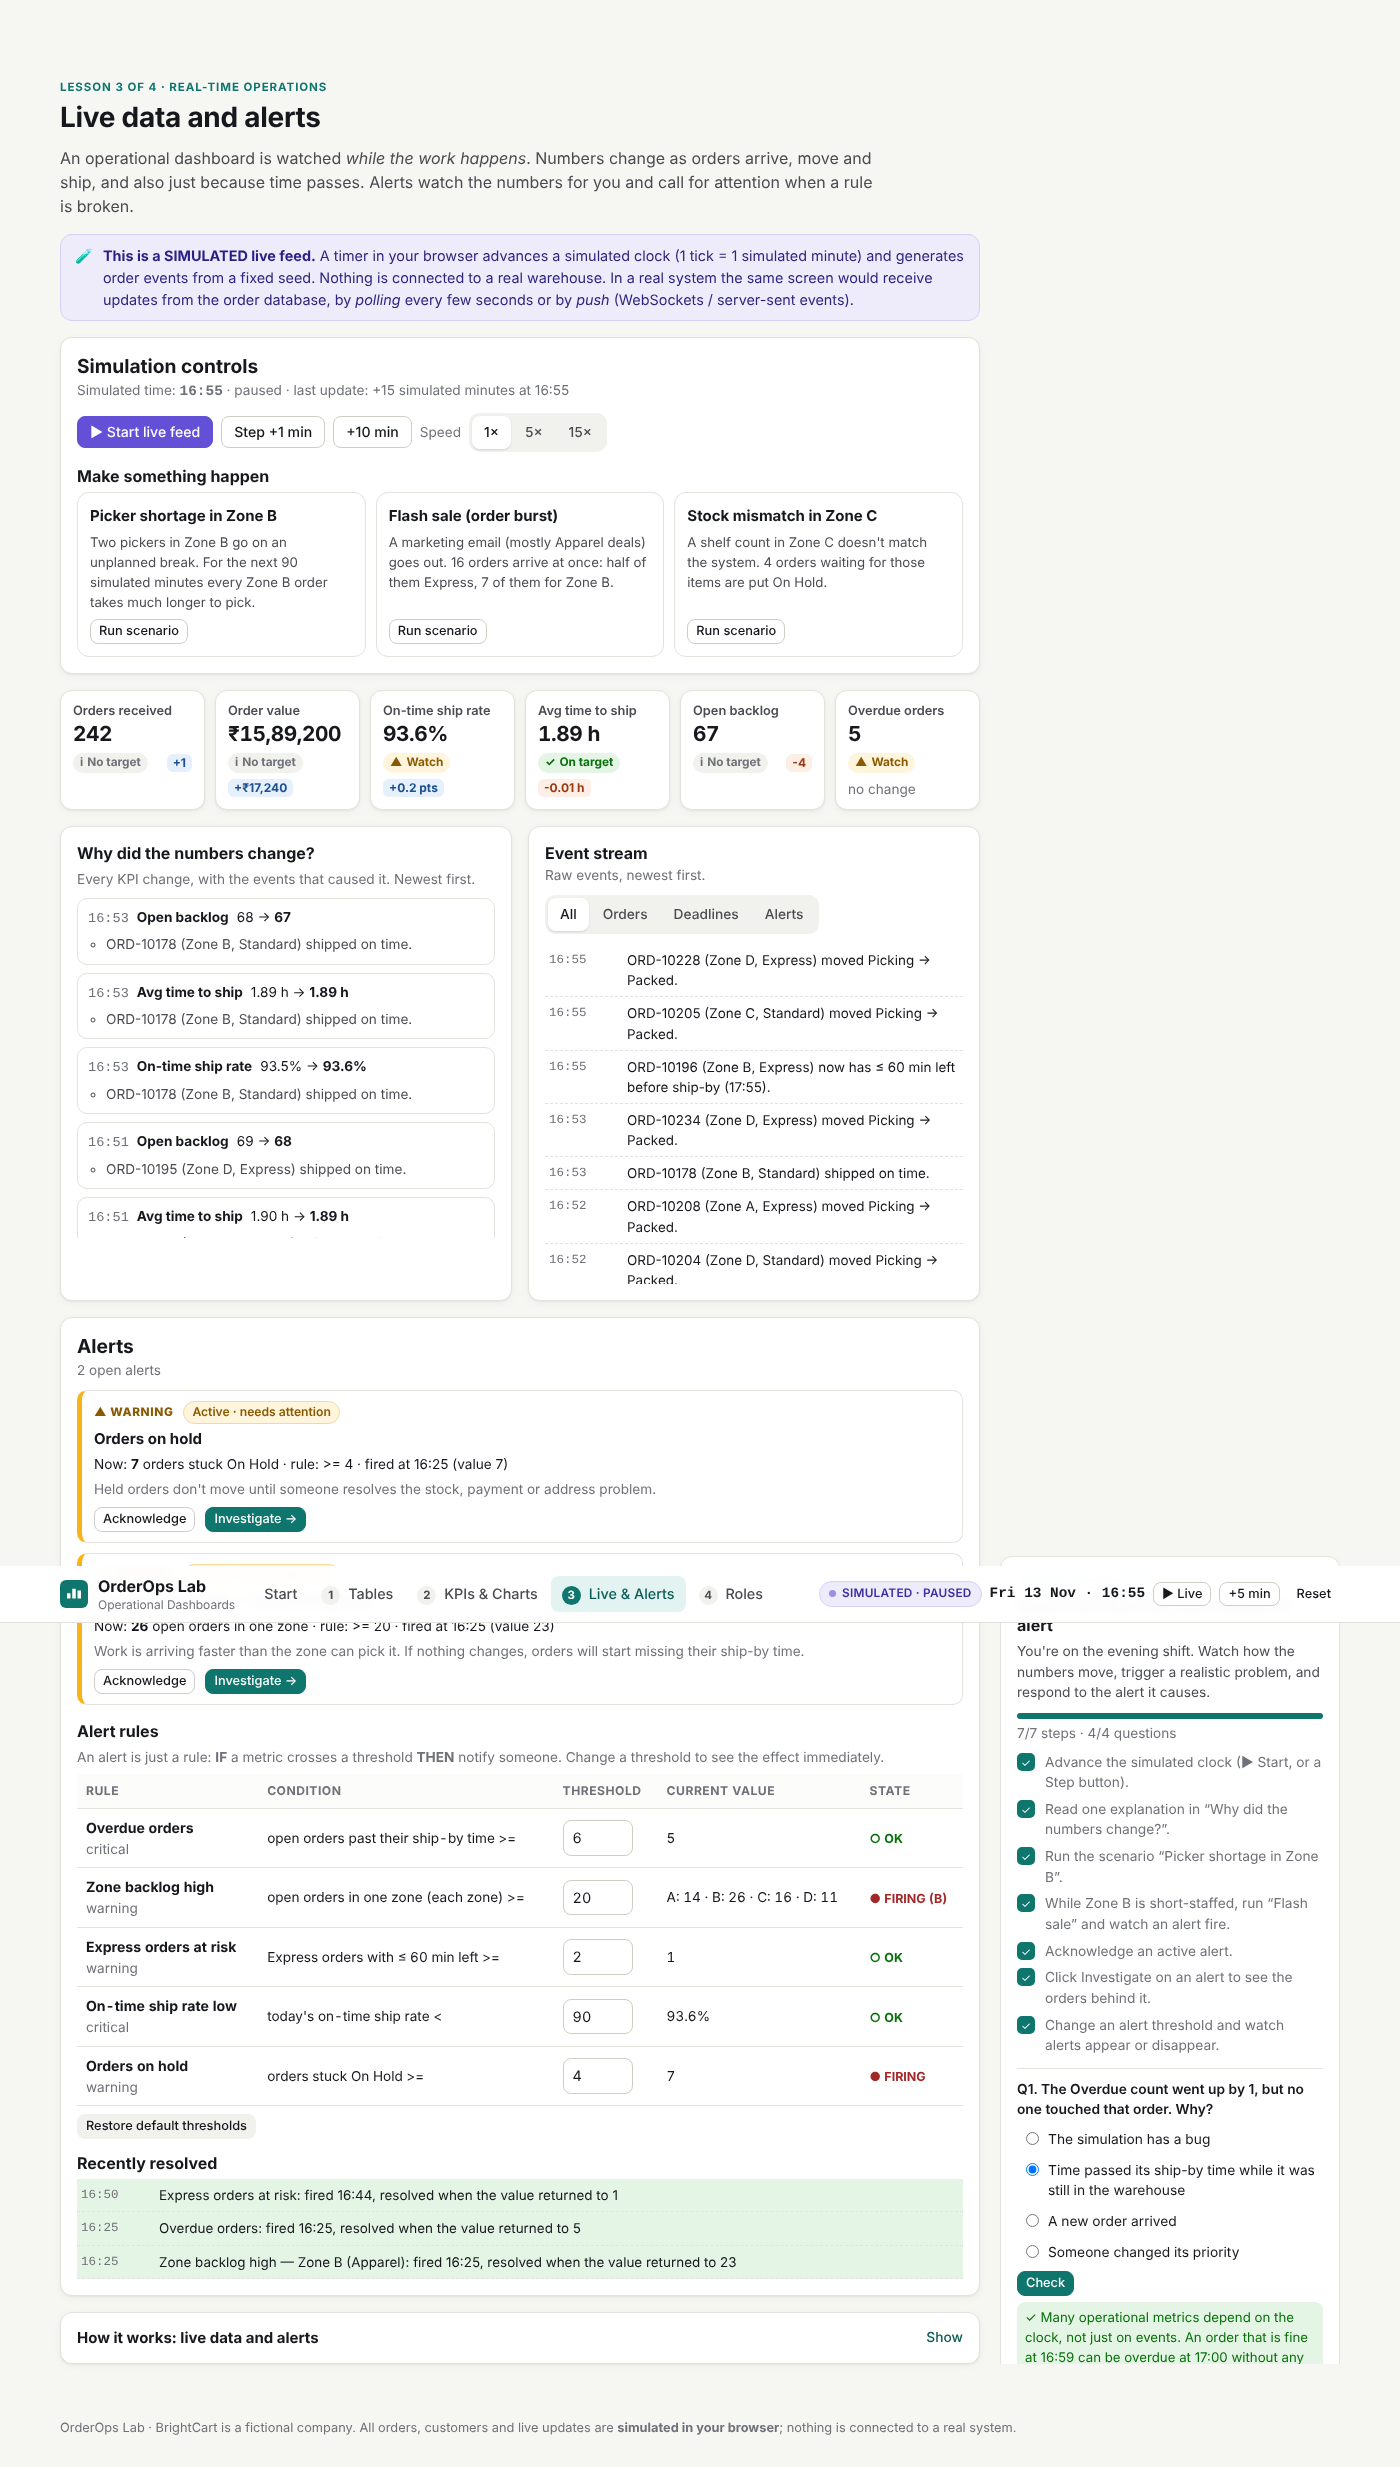 LESSON 3 OF 4 · REAL-TIME OPERATIONS
Live data and alerts
An operational dashboard is watched while the work happens. Numbers change as orders arrive, move and
ship, and also just because time passes. Alerts watch the numbers for you and call for attention when a rule
is broken.
This is a SIMULATED live feed. A timer in your browser advances a simulated clock (1 tick = 1 simulated minute) and generates
order events from a fixed seed. Nothing is connected to a real warehouse. In a real system the same screen would receive
updates from the order database, by polling every few seconds or by push (WebSockets / server-sent events).
Simulation controls
Simulated time: 16:55 · paused · last update: +15 simulated minutes at 16:55
▶ Start live feed
Step +1 min
+10 min
Speed
1×
5×
15×
Make something happen
Picker shortage in Zone B
Two pickers in Zone B go on an
unplanned break. For the next 90
simulated minutes every Zone B order
takes much longer to pick.
Run scenario
Flash sale (order burst)
A marketing email (mostly Apparel deals)
goes out. 16 orders arrive at once: half of
them Express, 7 of them for Zone B.
Run scenario
Stock mismatch in Zone C
A shelf count in Zone C doesn't match
the system. 4 orders waiting for those
items are put On Hold.
Run scenario
Orders received
242
i No target
+1
Order value
₹15,89,200
i No target
+₹17,240
On-time ship rate
93.6%
▲ Watch
+0.2 pts
Avg time to ship
1.89 h
✓ On target
-0.01 h
Open backlog
67
i No target
-4
Overdue orders
5
▲ Watch
no change
Why did the numbers change?
Every KPI change, with the events that caused it. Newest first.
16:53 Open backlog 68 → 67
ORD-10178 (Zone B, Standard) shipped on time.
16:53 Avg time to ship 1.89 h → 1.89 h
ORD-10178 (Zone B, Standard) shipped on time.
16:53 On-time ship rate 93.5% → 93.6%
ORD-10178 (Zone B, Standard) shipped on time.
16:51 Open backlog 69 → 68
ORD-10195 (Zone D, Express) shipped on time.
16:51 Avg time to ship 1.90 h → 1.89 h
Event stream
Raw events, newest first.
All
Orders
Deadlines
Alerts
16:55 ORD-10228 (Zone D, Express) moved Picking →
Packed.
16:55 ORD-10205 (Zone C, Standard) moved Picking →
Packed.
16:55 ORD-10196 (Zone B, Express) now has ≤ 60 min left
before ship-by (17:55).
16:53 ORD-10234 (Zone D, Express) moved Picking →
Packed.
16:53 ORD-10178 (Zone B, Standard) shipped on time.
16:52 ORD-10208 (Zone A, Express) moved Picking →
Packed.
16:52 ORD-10204 (Zone D, Standard) moved Picking →
Packed.
Alerts
2 open alerts
▲ WARNING Active · needs attention
Orders on hold
Now: 7 orders stuck On Hold · rule: >= 4 · fired at 16:25 (value 7)
Held orders don't move until someone resolves the stock, payment or address problem.
Acknowledge
Investigate →
OrderOps Lab
Operational Dashboards
Start
1 Tables
2 KPIs & Charts
3 Live & Alerts
4 Roles
SIMULATED · PAUSED
Fri 13 Nov · 16:55
▶ Live
+5 min
Reset
Now: 26 open orders in one zone · rule: >= 20 · fired at 16:25 (value 23)
Work is arriving faster than the zone can pick it. If nothing changes, orders will start missing their ship-by time.
Acknowledge
Investigate →
Alert rules
An alert is just a rule: IF a metric crosses a threshold THEN notify someone. Change a threshold to see the effect immediately.
RULE CONDITION THRESHOLD CURRENT VALUE STATE
Overdue orders
critical
open orders past their ship-by time >= 6 5 OK
Zone backlog high
warning
open orders in one zone (each zone) >= 20 A: 14 · B: 26 · C: 16 · D: 11 FIRING (B)
Express orders at risk
warning
Express orders with ≤ 60 min left >= 2 1 OK
On-time ship rate low
critical
today's on-time ship rate < 90 93.6% OK
Orders on hold
warning
orders stuck On Hold >= 4 7 FIRING
Restore default thresholds
Recently resolved
16:50 Express orders at risk: fired 16:44, resolved when the value returned to 1
16:25 Overdue orders: fired 16:25, resolved when the value returned to 5
16:25 Zone backlog high — Zone B (Apparel): fired 16:25, resolved when the value returned to 23
How it works: live data and alerts
Show
alert
You're on the evening shift. Watch how the
numbers move, trigger a realistic problem, and
respond to the alert it causes.
7/7 steps · 4/4 questions
Advance the simulated clock (▶ Start, or a
Step button).
Read one explanation in “Why did the
numbers change?”.
Run the scenario “Picker shortage in Zone
B”.
While Zone B is short-staffed, run “Flash
sale” and watch an alert fire.
Acknowledge an active alert.
Click Investigate on an alert to see the
orders behind it.
Change an alert threshold and watch
alerts appear or disappear.
Q1. The Overdue count went up by 1, but no
one touched that order. Why?
The simulation has a bug
Time passed its ship-by time while it was
still in the warehouse
A new order arrived
Someone changed its priority
Check
✓ Many operational metrics depend on the
clock, not just on events. An order that is fine
at 16:59 can be overdue at 17:00 without any
OrderOps Lab · BrightCart is a fictional company. All orders, customers and live updates are simulated in your browser; nothing is connected to a real system.